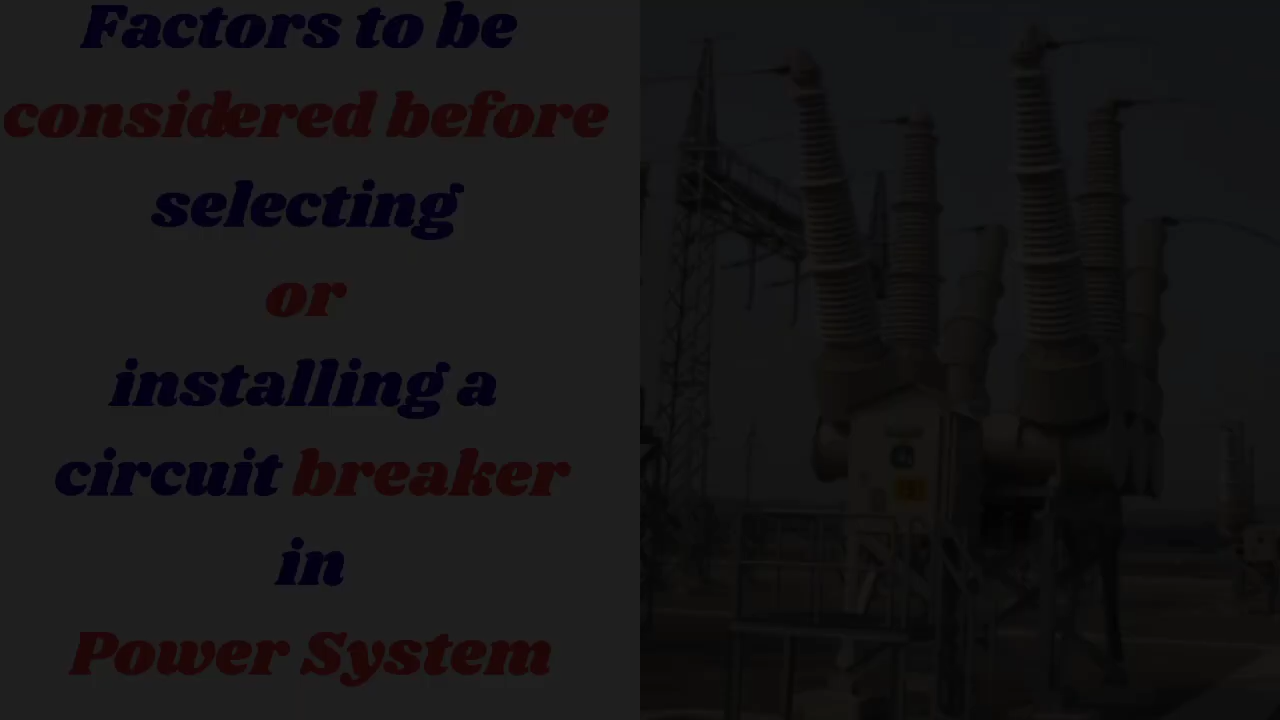 Factors to be
considered before
selecting
or
installing a
circuit breaker
in
Power System